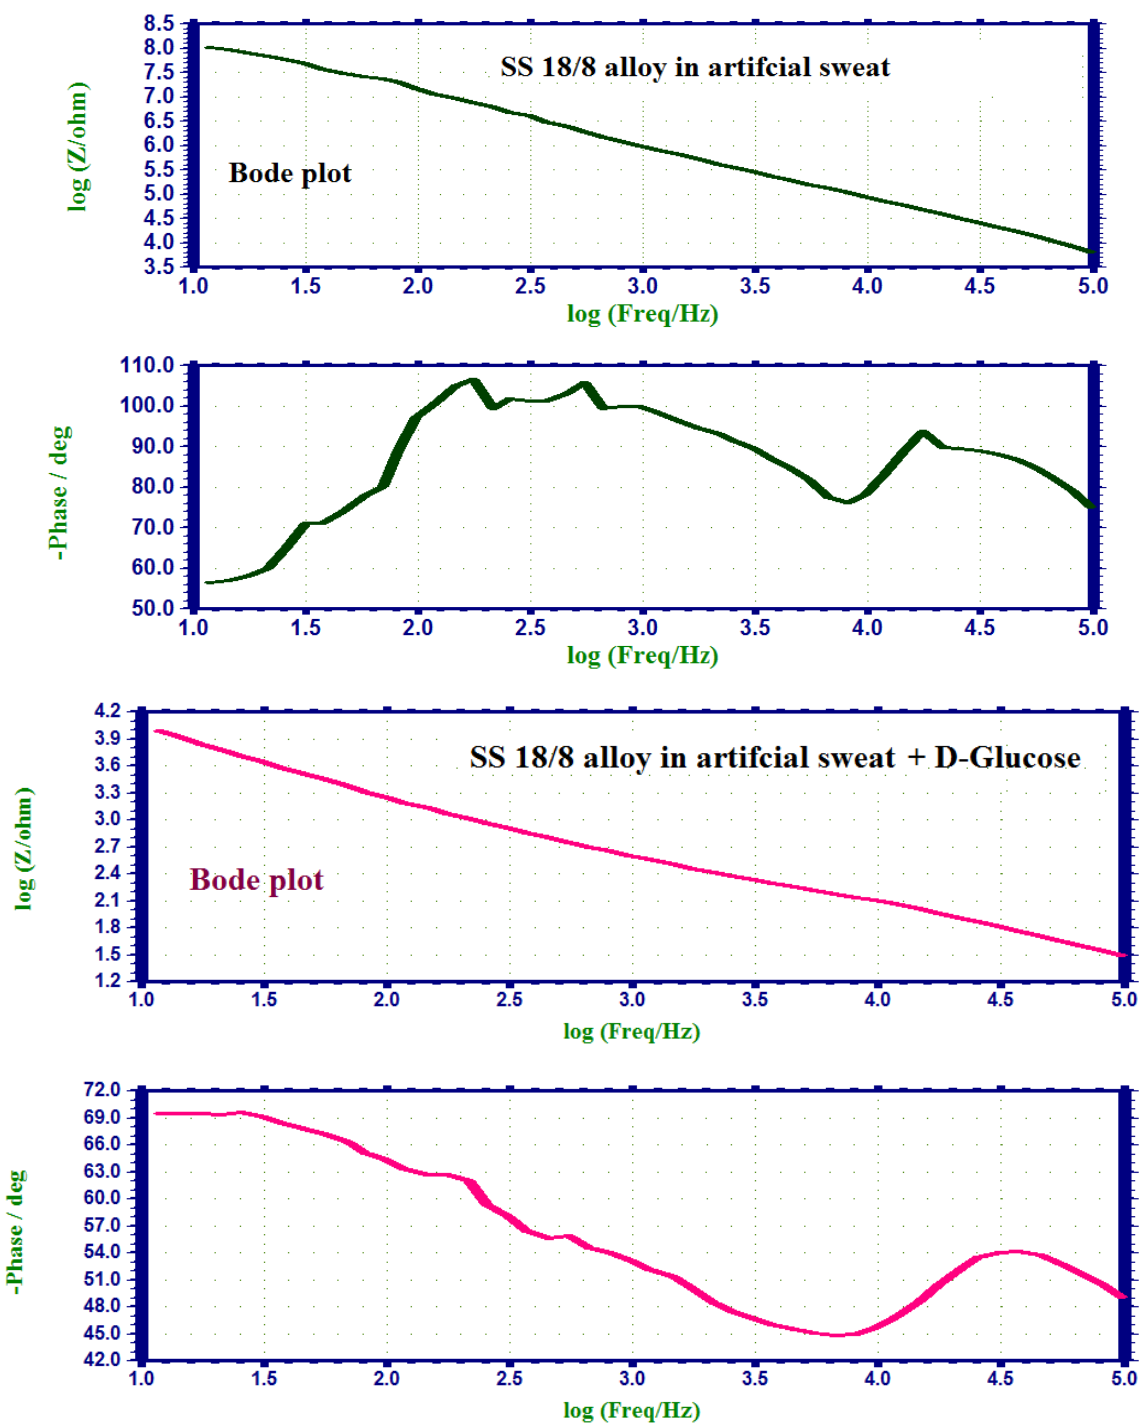 8.5
8.0
7.5
7.0
6.5
6.0
5.5
5.0
4.5
4.0
3.5
log (Z/ohm)
SS 18/8 alloy in artifcial sweat
Bode plot
1.0 1.5 2.0 2.5 3.0 3.5 4.0 4.5 5.0
log (Freq/Hz)
110.0
100.0
90.0
80.0
70.0
60.0
50.0
-Phase / deg
1.0 1.5 2.0 2.5 3.0 3.5 4.0 4.5 5.0
log (Freq/Hz)
4.2
3.9
3.6
3.3
3.0
2.7
2.4
2.1
1.8
1.5
1.2
log (Z/ohm)
SS 18/8 alloy in artifcial sweat + D-Glucose
Bode plot
1.0 1.5 2.0 2.5 3.0 3.5 4.0 4.5 5.0
log (Freq/Hz)
72.0
69.0
66.0
63.0
60.0
57.0
54.0
51.0
48.0
45.0
42.0
-Phase / deg
1.0 1.5 2.0 2.5 3.0 3.5 4.0 4.5 5.0
log (Freq/Hz)